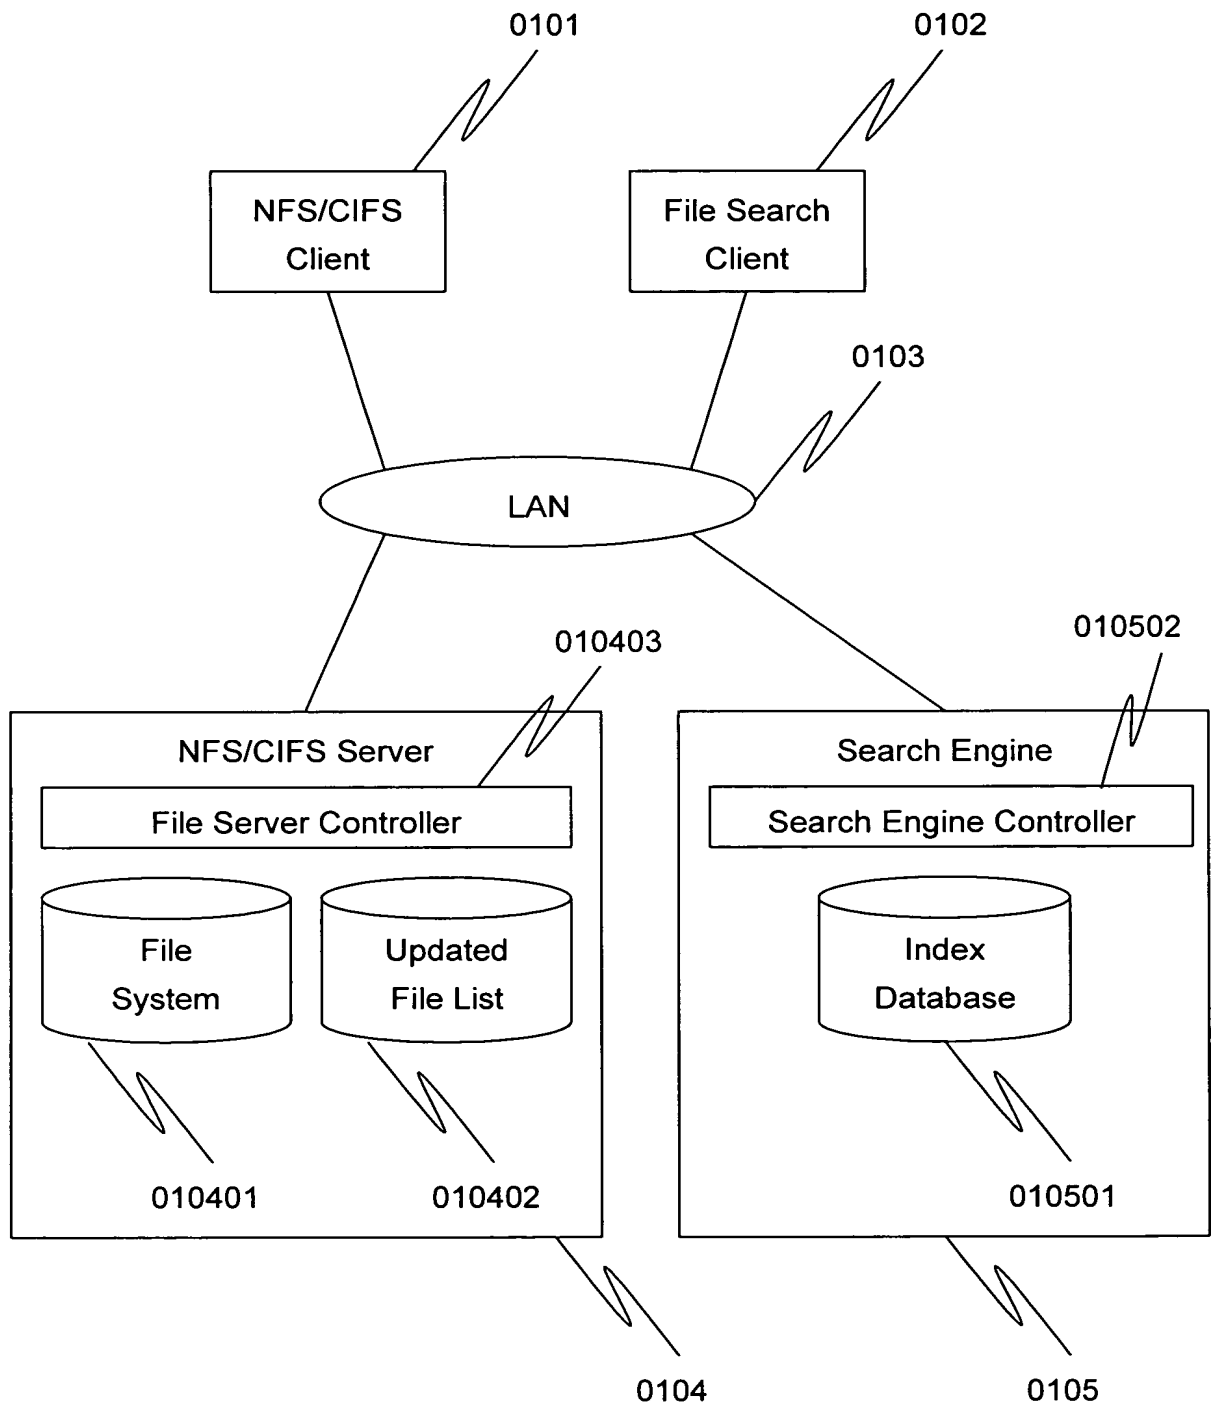 0101
0102
NFS/CIFS
Client
File Search
Client
0103
LAN
010403
010502
NFS/CIFS Server
File Server Controller
Search Engine
Search Engine Controller
File
System
Updated
File List
Index
Database
010401
010402
010501
0104
0105